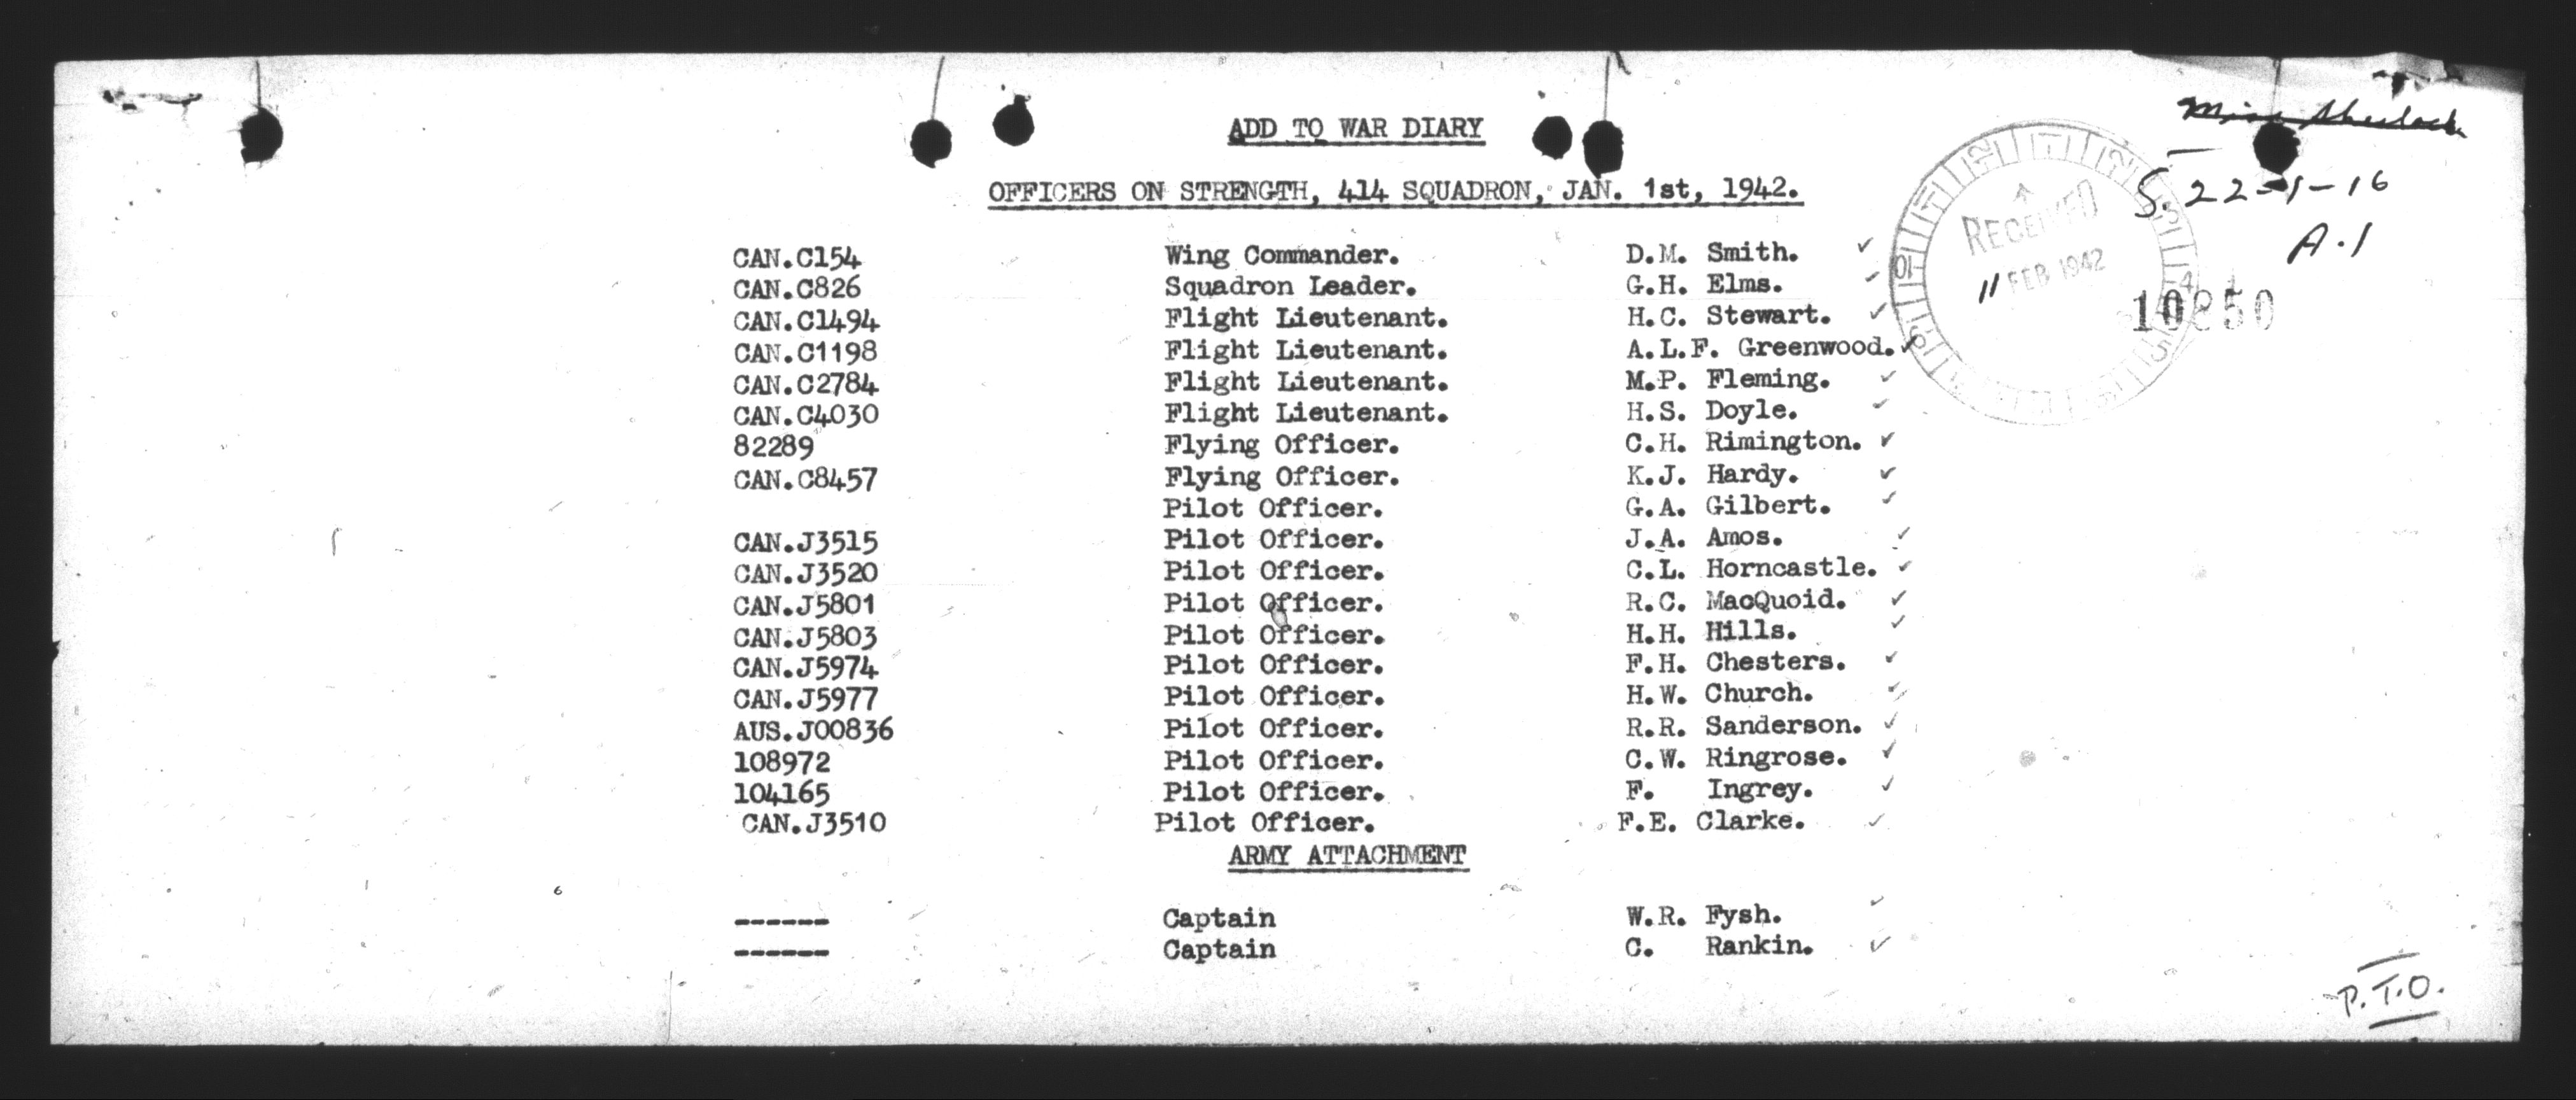 Miss Sherlock
ADD TO WAR DIARY
OFFICERS ON STRENGTH, 414 SQUADRON, JAN. 1st, 1942.
S.22-1-16
A.1
RECEIVED
11 FEB 1942
10850
CAN.C154 Wing Commander. D.M. Smith. ✓
CAN.C826 Squadron Leader. G.H. Elms. ✓
CAN.C1494 Flight Lieutenant. H.C. Stewart. ✓
CAN.C1198 Flight Lieutenant. A.L.F. Greenwood. ✓
CAN.C2784 Flight Lieutenant. M.P. Fleming. ✓
CAN.C4030 Flight Lieutenant. H.S. Doyle. ✓
82289 Flying Officer. C.H. Rimington. ✓
CAN.C8457 Flying Officer. K.J. Hardy. ✓
Pilot Officer. G.A. Gilbert. ✓
CAN.J3515 Pilot Officer. J.A. Amos. ✓
CAN.J3520 Pilot Officer. C.L. Horncastle. ✓
CAN.J5801 Pilot Officer. R.C. MacQuoid. ✓
CAN.J5803 Pilot Officer. H.H. Hills. ✓
CAN.J5974 Pilot Officer. F.H. Chesters. ✓
CAN.J5977 Pilot Officer. H.W. Church. ✓
AUS.J00836 Pilot Officer. R.R. Sanderson. ✓
108972 Pilot Officer. C.W. Ringrose. ✓
104165 Pilot Officer. F. Ingrey. ✓
CAN.J3510 Pilot Officer. F.E. Clarke. ✓
ARMY ATTACHMENT
------ Captain W.R. Fysh. ✓
------ Captain C. Rankin. ✓
P.T.O.